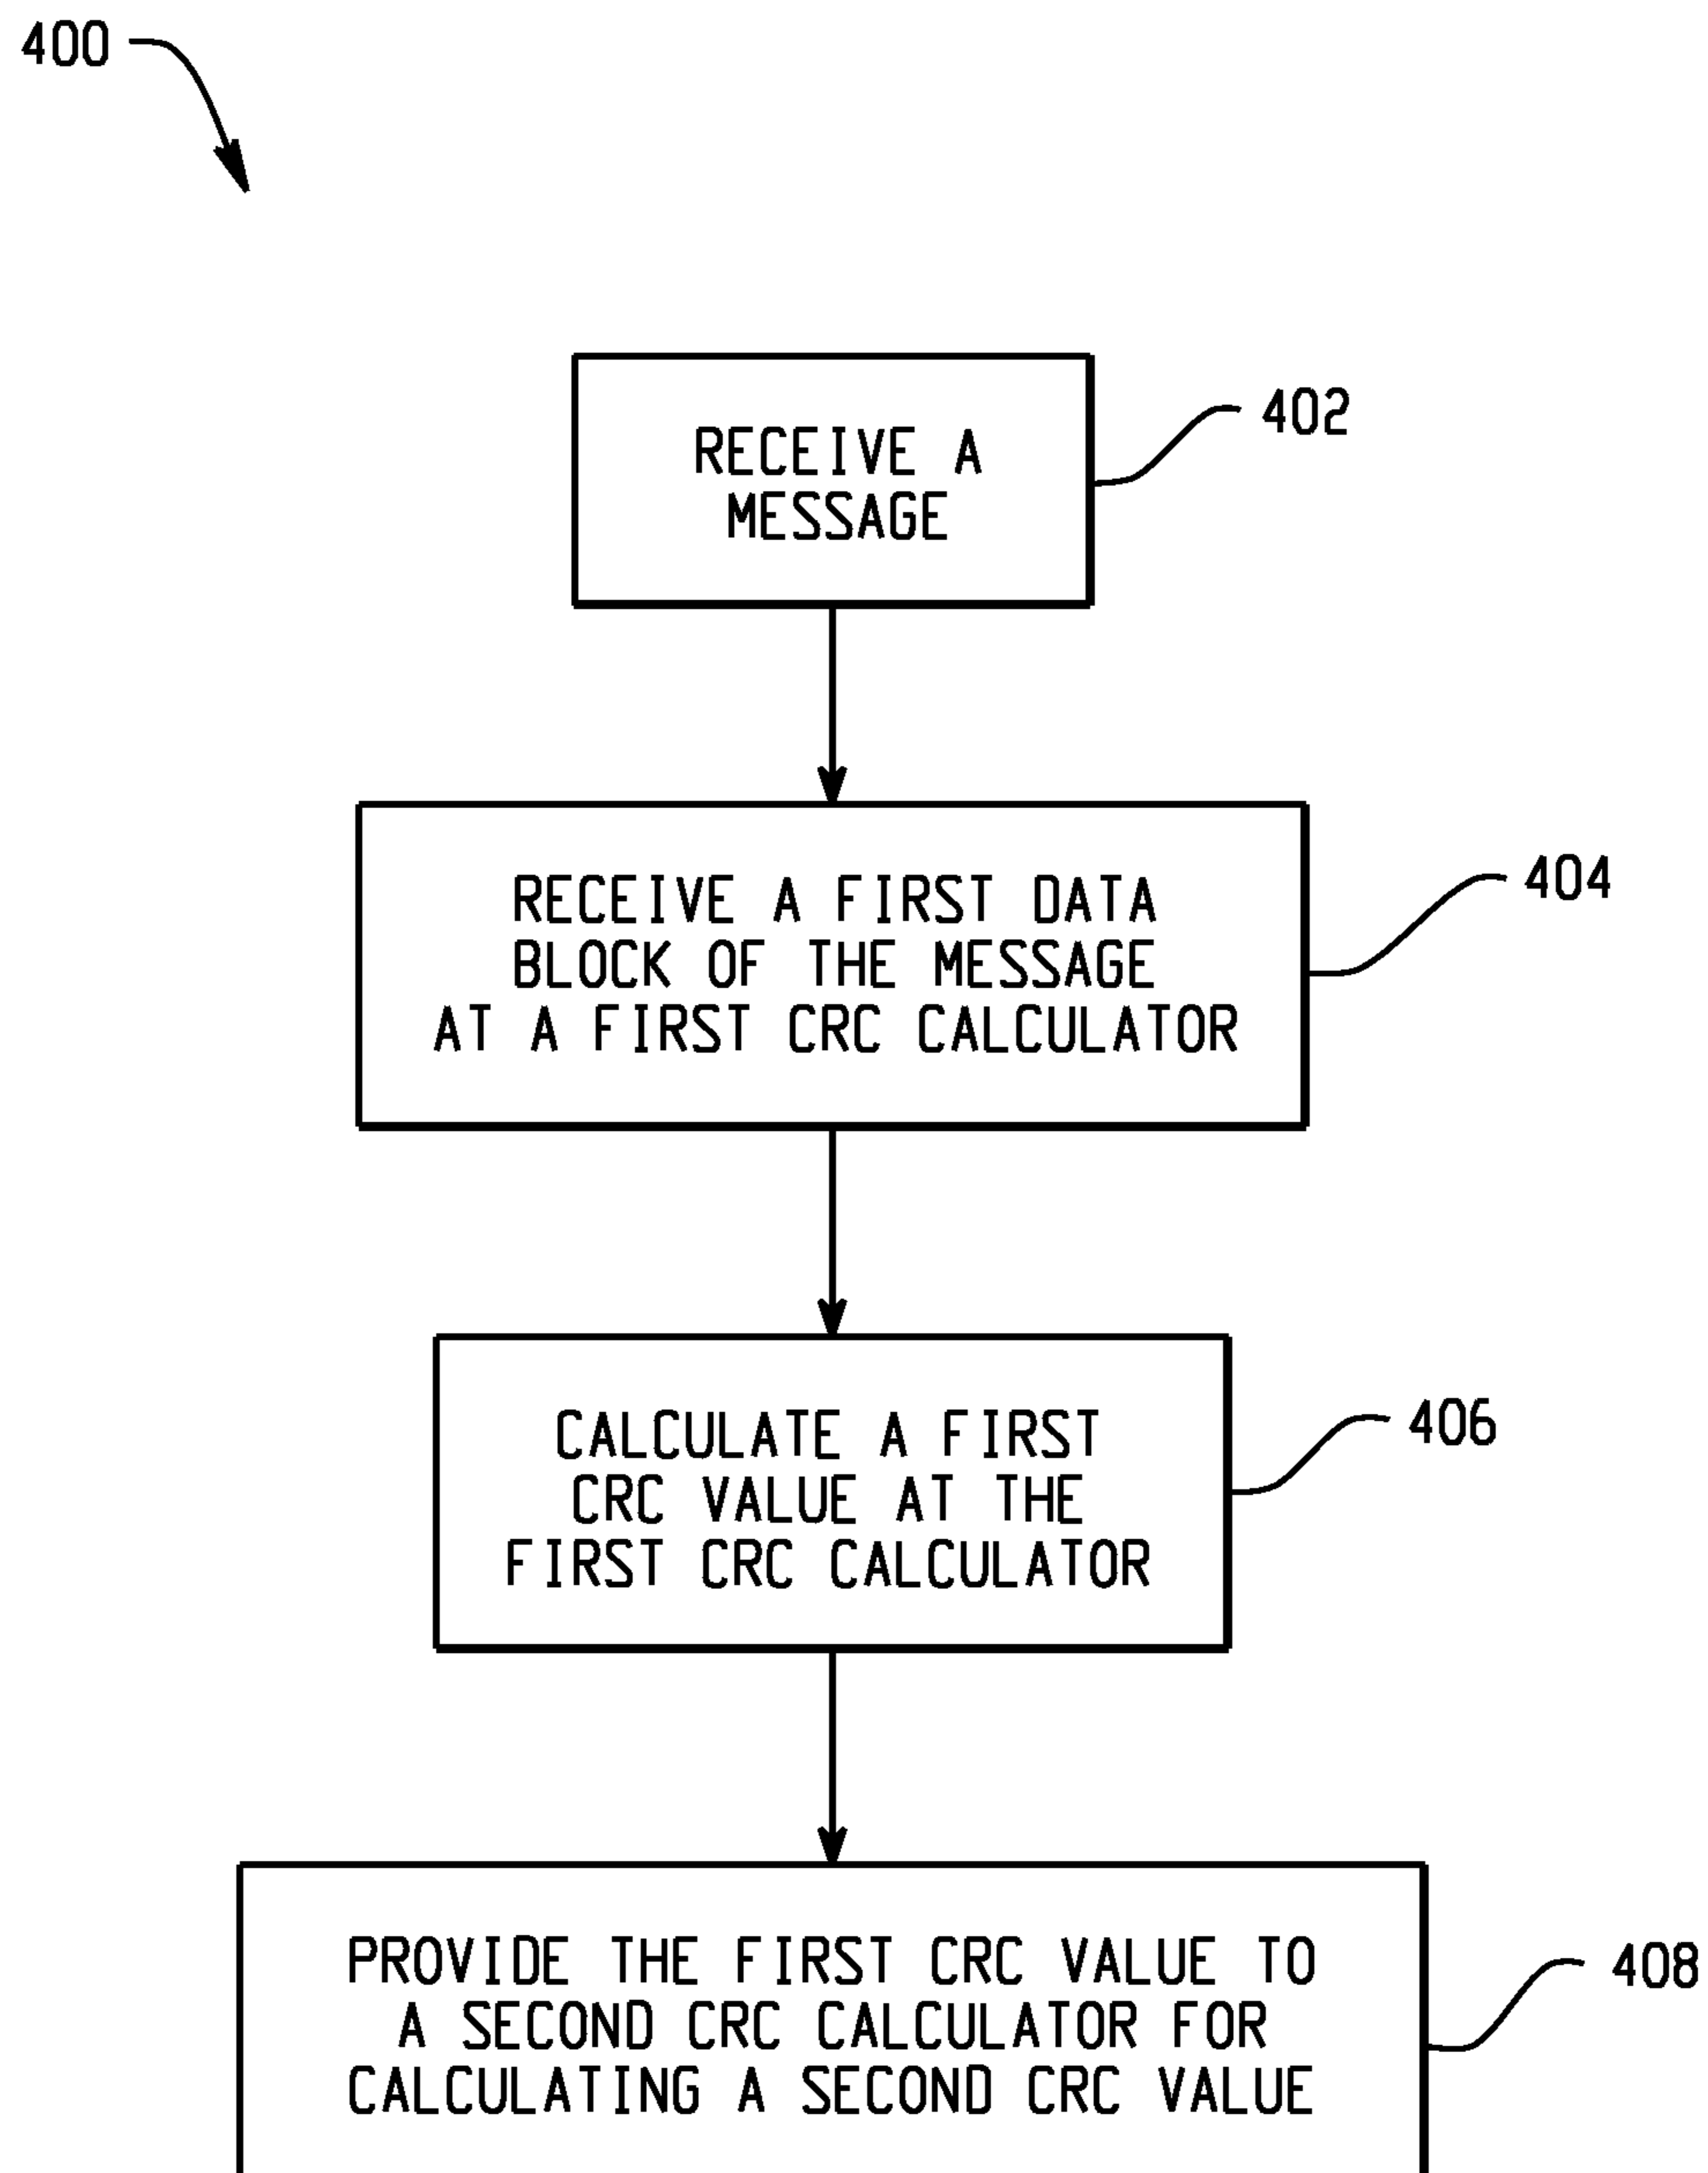 400
RECEIVE A
MESSAGE
402
RECEIVE A FIRST DATA
BLOCK OF THE MESSAGE
AT A FIRST CRC CALCULATOR
404
CALCULATE A FIRST
CRC VALUE AT THE
FIRST CRC CALCULATOR
406
PROVIDE THE FIRST CRC VALUE TO
A SECOND CRC CALCULATOR FOR
CALCULATING A SECOND CRC VALUE
408